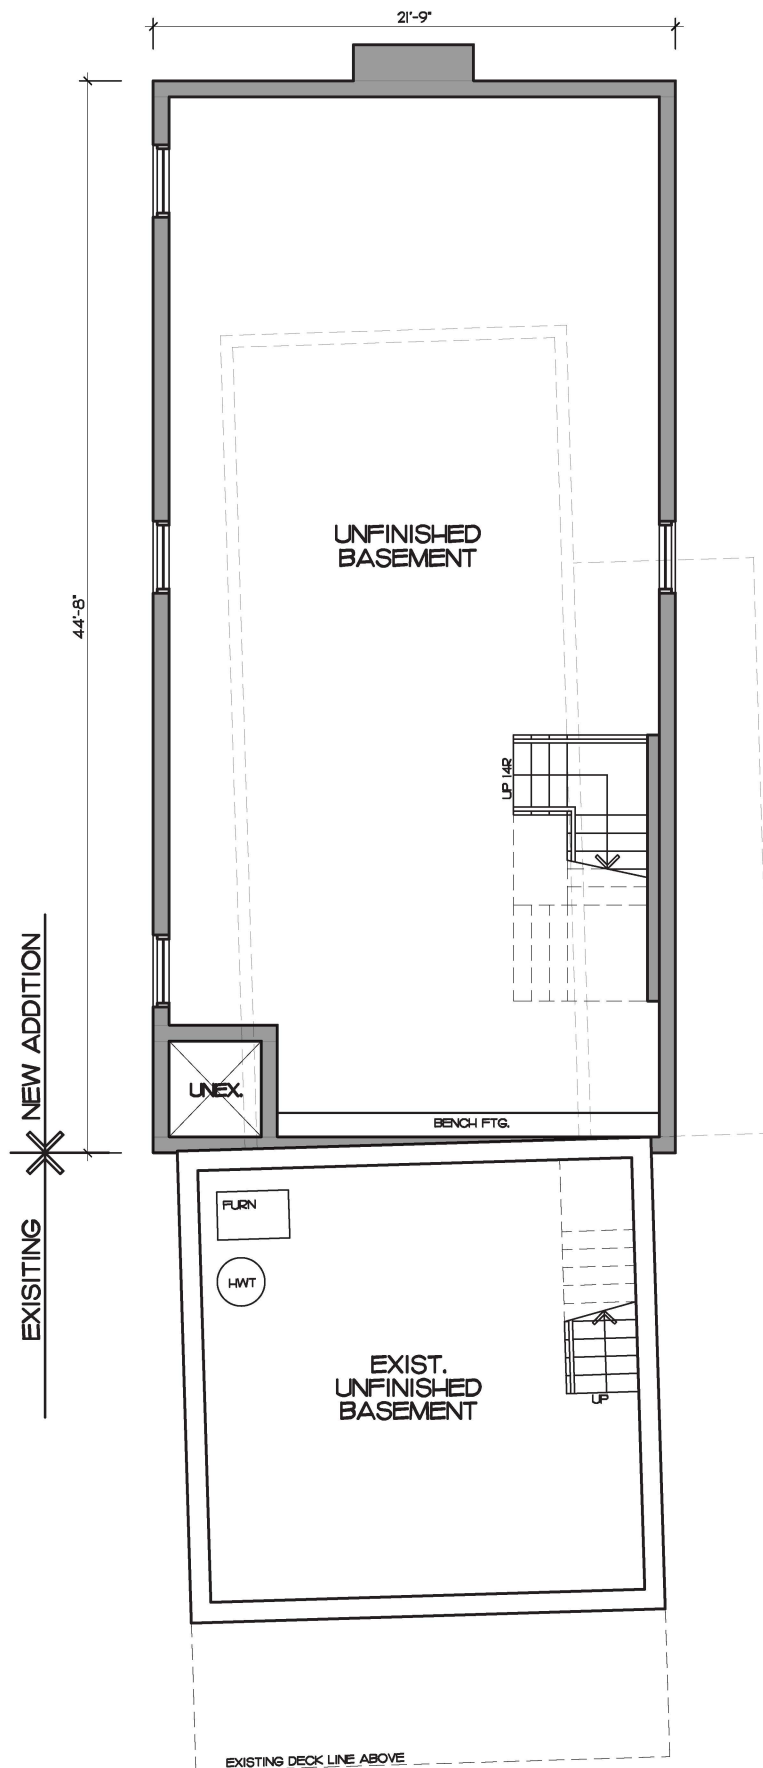 21'-9"
44'-8"
UNFINISHED
BASEMENT
UP 14R
NEW ADDITION
UNEX.
BENCH FTG.
EXISITING
FURN
HWT
EXIST.
UNFINISHED
BASEMENT
UP
EXISTING DECK LINE ABOVE